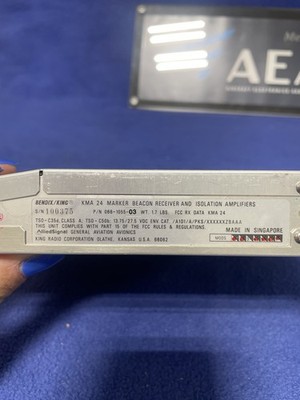 AEA
BENDIX/KING® KMA 24 MARKER BEACON RECEIVER AND ISOLATION AMPLIFIERS
S/N 100375 P/N 066-1055-03 WT. 1.7 LBS. FCC RX DATA KMA 24
TSO-C35d, CLASS A; TSO-C50b; 13.75/27.5 VDC ENV. CAT.
THIS UNIT COMPLIES WITH PART 15 OF THE FCC RULES & REGULATIONS.
AlliedSignal GENERAL AVIATION AVIONICS
KING RADIO CORPORATION OLATHE, KANSAS U.S.A. 66062
MADE IN SINGAPORE
MODS